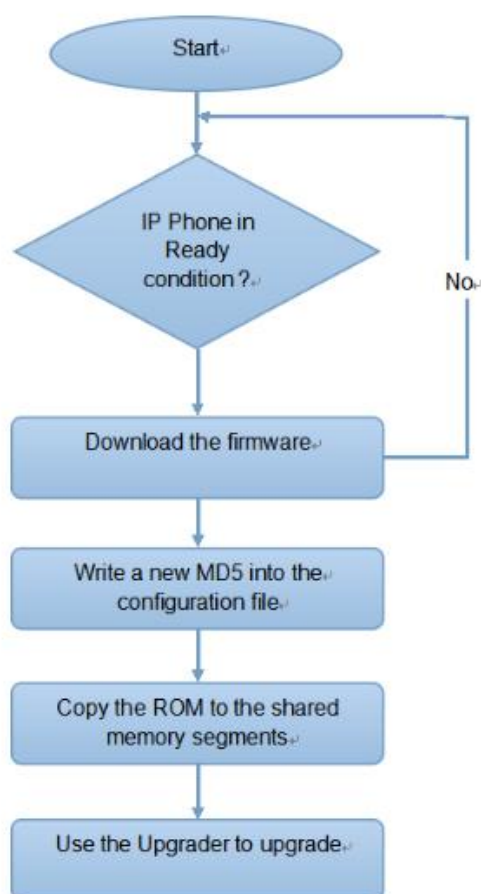 Start
IP Phone in
Ready
condition?
No
Download the firmware
Write a new MD5 into the
configuration file
Copy the ROM to the shared
memory segments
Use the Upgrader to upgrade